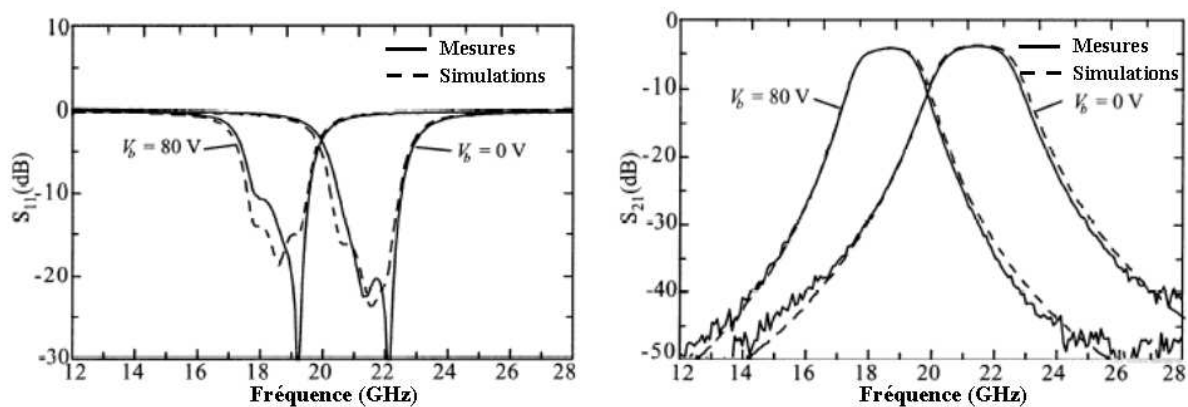 10
0
-10
-20
-30
S11 (dB)
Mesures
Simulations
Vb = 80 V
Vb = 0 V
12 14 16 18 20 22 24 26 28
Fréquence (GHz)
0
-10
-20
-30
-40
-50
S21 (dB)
Mesures
Simulations
Vb = 80 V
Vb = 0 V
12 14 16 18 20 22 24 26 28
Fréquence (GHz)